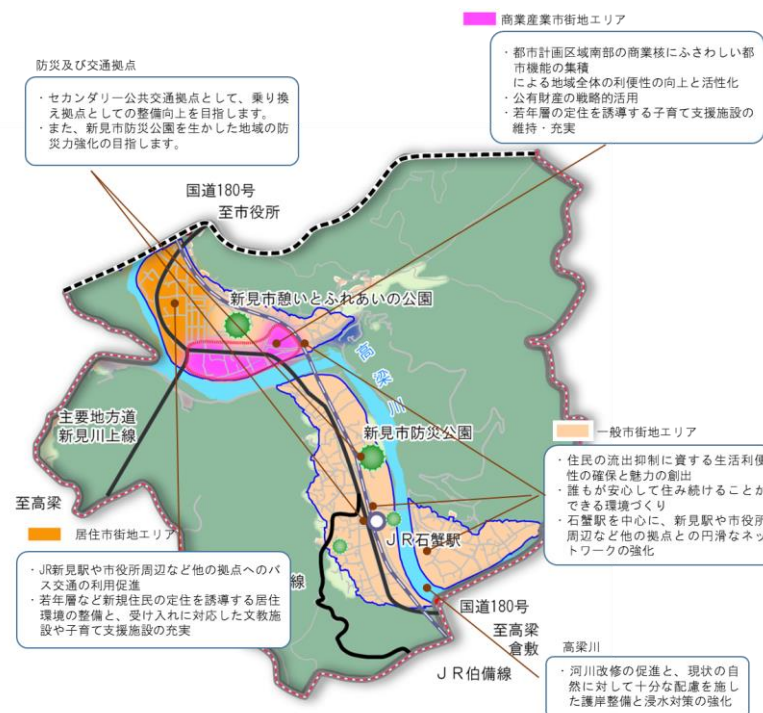 商業産業市街地エリア
・都市計画区域南部の商業核にふさわしい都
市機能の集積
による地域全体の利便性の向上と活性化
・公有財産の戦略的活用
・若年層の定住を誘導する子育て支援施設の
維持・充実
防災及び交通拠点
・セカンダリー公共交通拠点として、乗り換
え拠点としての整備向上を目指します。
・また、新見市防災公園を生かした地域の防
災力強化の目指します。
国道180号
至市役所
新見市憩いとふれあいの公園
高梁川
主要地方道
新見川上線
新見市防災公園
至高梁
一般市街地エリア
・住民の流出抑制に資する生活利便
性の確保と魅力の創出
・誰もが安心して住み続けることが
できる環境づくり
・石蟹駅を中心に、新見駅や市役所
周辺など他の拠点との円滑なネッ
トワークの強化
居住市街地エリア
・JR新見駅や市役所周辺など他の拠点へのバ
ス交通の利用促進
・若年層など新規住民の定住を誘導する居住
環境の整備と、受け入れに対応した文教施
設や子育て支援施設の充実
ＪＲ石蟹駅
線
国道180号
至高梁
倉敷
ＪＲ伯備線
高梁川
・河川改修の促進と、現状の自
然に対して十分な配慮を施し
た護岸整備と浸水対策の強化